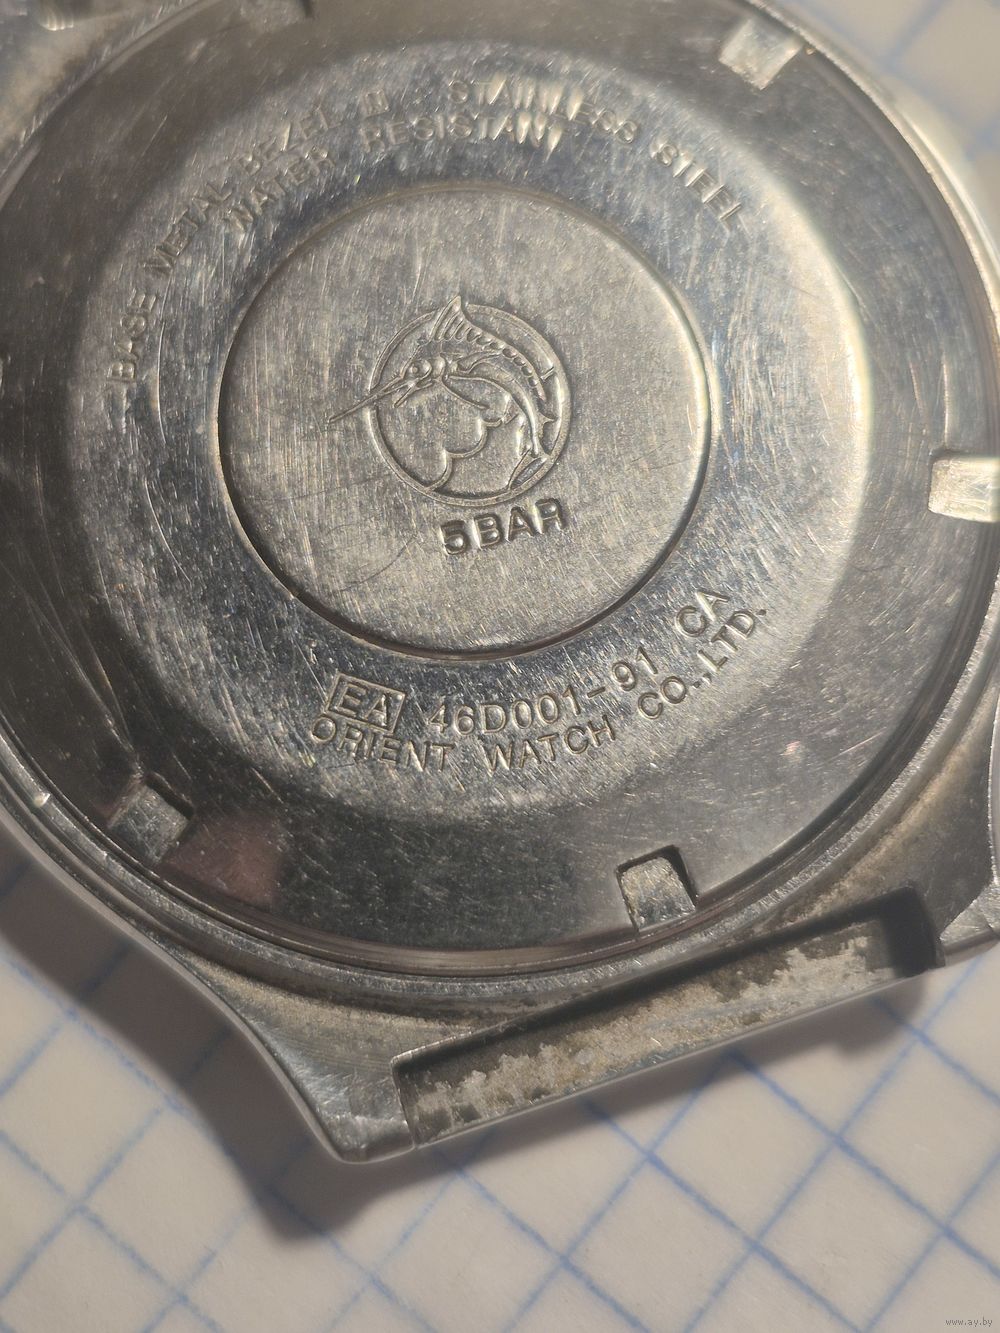 BASE METAL BEZEL III STAINLESS STEEL
WATER RESISTANT
5BAR
EA 46D001-91 CA
ORIENT WATCH CO.,LTD.
www.ay.by